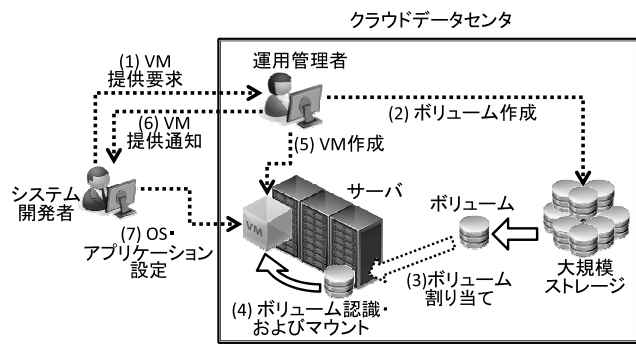 クラウドデータセンタ
(1) VM
提供要求
運用管理者
(2) ボリューム作成
(6) VM
提供通知
(5) VM作成
システム
開発者
サーバ
ボリューム
VM
(7) OS・
アプリケーション
設定
大規模
ストレージ
(3)ボリューム
割り当て
(4) ボリューム認識・
およびマウント